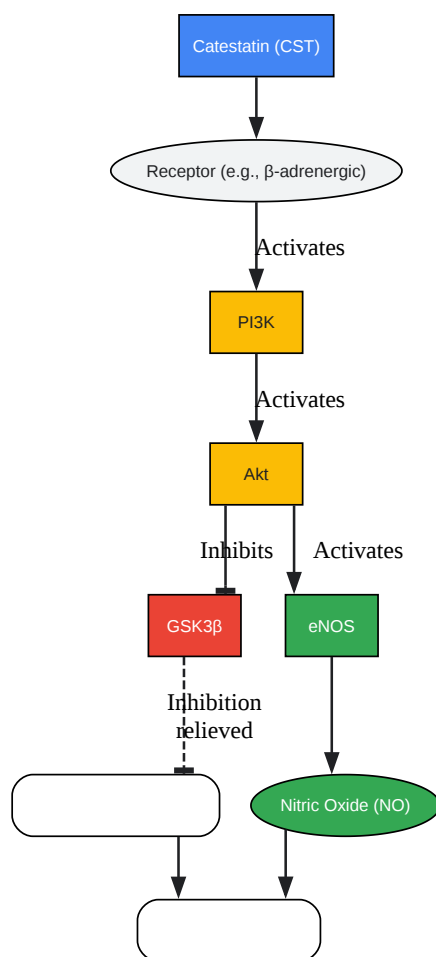 Catestatin (CST)
Receptor (e.g., β-adrenergic)
Activates
PI3K
Activates
Akt
Inhibits
Activates
GSK3β
eNOS
Inhibition
relieved
Nitric Oxide (NO)